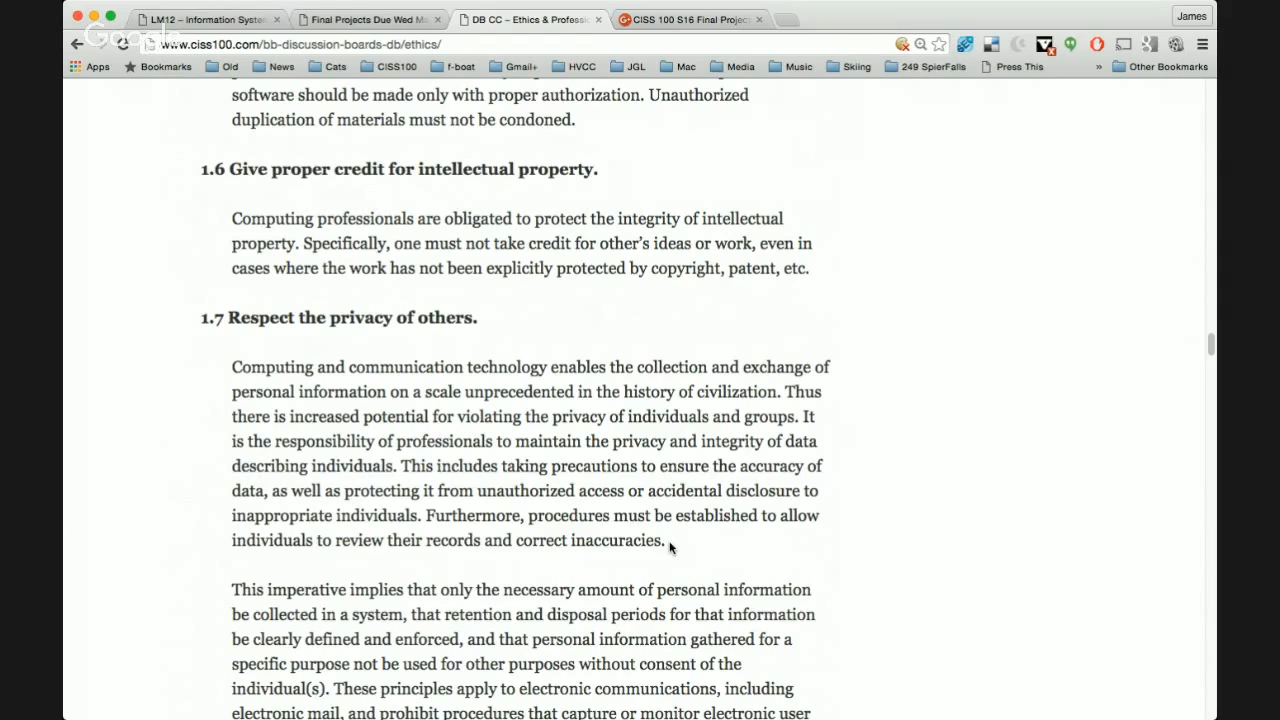 LM12 – Information Syste
Final Projects Due Wed M
DB CC – Ethics & Profess
CISS 100 S16 Final Projec
James
Google
www.ciss100.com/bb-discussion-boards-db/ethics/
Apps
Bookmarks
Old
News
Cats
CISS100
f-boat
Gmail+
HVCC
JGL
Mac
Media
Music
Skiing
249 SpierFalls
Press This
»
Other Bookmarks
software should be made only with proper authorization. Unauthorized
duplication of materials must not be condoned.
1.6 Give proper credit for intellectual property.
Computing professionals are obligated to protect the integrity of intellectual
property. Specifically, one must not take credit for other's ideas or work, even in
cases where the work has not been explicitly protected by copyright, patent, etc.
1.7 Respect the privacy of others.
Computing and communication technology enables the collection and exchange of
personal information on a scale unprecedented in the history of civilization. Thus
there is increased potential for violating the privacy of individuals and groups. It
is the responsibility of professionals to maintain the privacy and integrity of data
describing individuals. This includes taking precautions to ensure the accuracy of
data, as well as protecting it from unauthorized access or accidental disclosure to
inappropriate individuals. Furthermore, procedures must be established to allow
individuals to review their records and correct inaccuracies.
This imperative implies that only the necessary amount of personal information
be collected in a system, that retention and disposal periods for that information
be clearly defined and enforced, and that personal information gathered for a
specific purpose not be used for other purposes without consent of the
individual(s). These principles apply to electronic communications, including
electronic mail, and prohibit procedures that capture or monitor electronic user